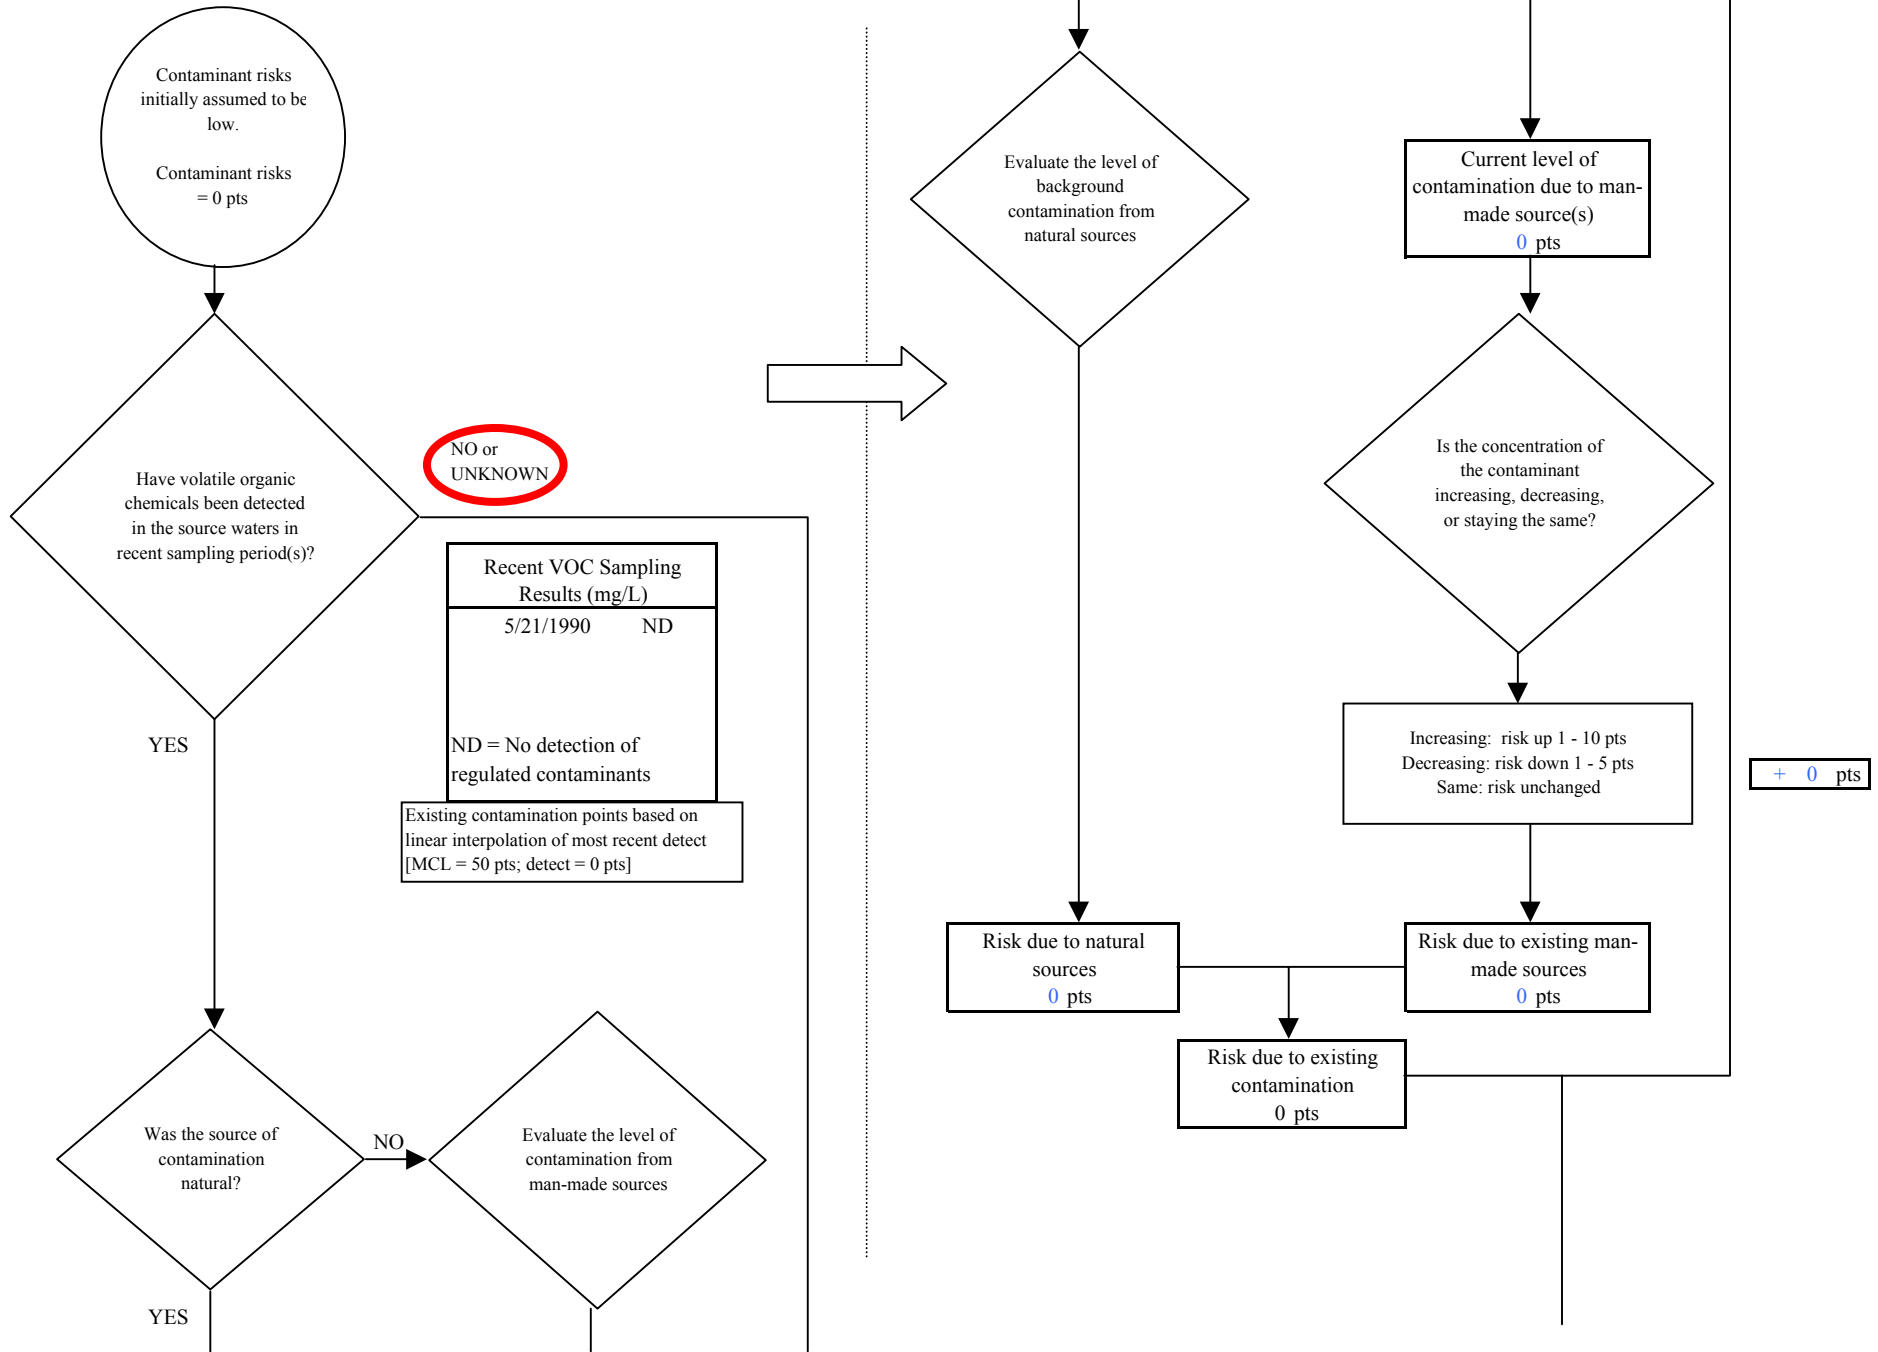 Contaminant risks
initially assumed to be
low.
Contaminant risks
= 0 pts
Have volatile organic
chemicals been detected
in the source waters in
recent sampling period(s)?
NO or
UNKNOWN
Recent VOC Sampling
Results (mg/L)
5/21/1990 ND
ND = No detection of
regulated contaminants
Existing contamination points based on
linear interpolation of most recent detect
[MCL = 50 pts; detect = 0 pts]
YES
Was the source of
contamination
natural?
NO
Evaluate the level of
contamination from
man-made sources
YES
Evaluate the level of
background
contamination from
natural sources
Current level of
contamination due to man-
made source(s)
0 pts
Is the concentration of
the contaminant
increasing, decreasing,
or staying the same?
Increasing: risk up 1 - 10 pts
Decreasing: risk down 1 - 5 pts
Same: risk unchanged
+ 0 pts
Risk due to natural
sources
0 pts
Risk due to existing man-
made sources
0 pts
Risk due to existing
contamination
0 pts